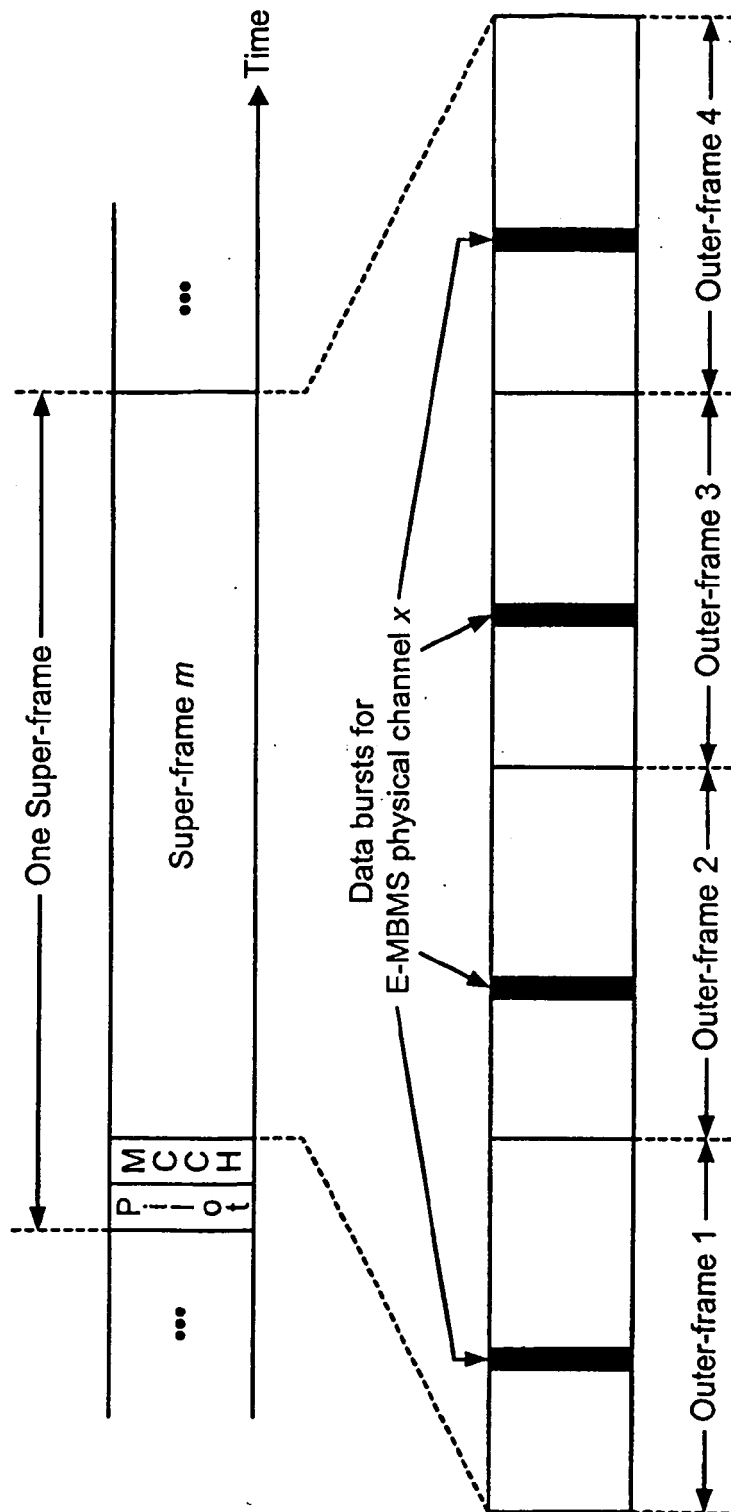 One Super-frame
•••
Pilot
MCCH
Super-frame m
•••
Time
Data bursts for
E-MBMS physical channel x
Outer-frame 1
Outer-frame 2
Outer-frame 3
Outer-frame 4